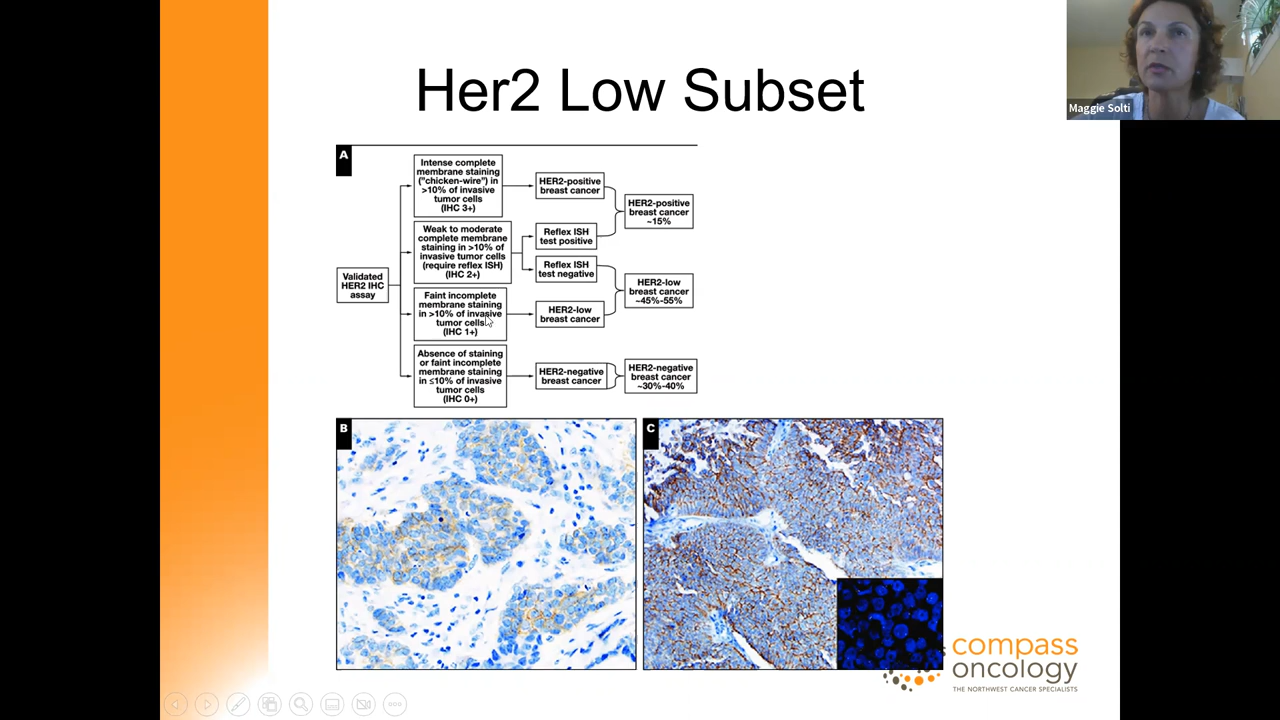 Her2 Low Subset
Maggie Solti
A
Validated
HER2 IHC
assay
Intense complete
membrane staining
("chicken-wire") in
>10% of invasive
tumor cells
(IHC 3+)
HER2-positive
breast cancer
HER2-positive
breast cancer
~15%
Weak to moderate
complete membrane
staining in >10% of
invasive tumor cells
(require reflex ISH)
(IHC 2+)
Reflex ISH
test positive
Reflex ISH
test negative
HER2-low
breast cancer
~45%-55%
Faint incomplete
membrane staining
in >10% of invasive
tumor cells
(IHC 1+)
HER2-low
breast cancer
Absence of staining
or faint incomplete
membrane staining
in ≤10% of invasive
tumor cells
(IHC 0+)
HER2-negative
breast cancer
HER2-negative
breast cancer
~30%-40%
B
C
compass
oncology
THE NORTHWEST CANCER SPECIALISTS